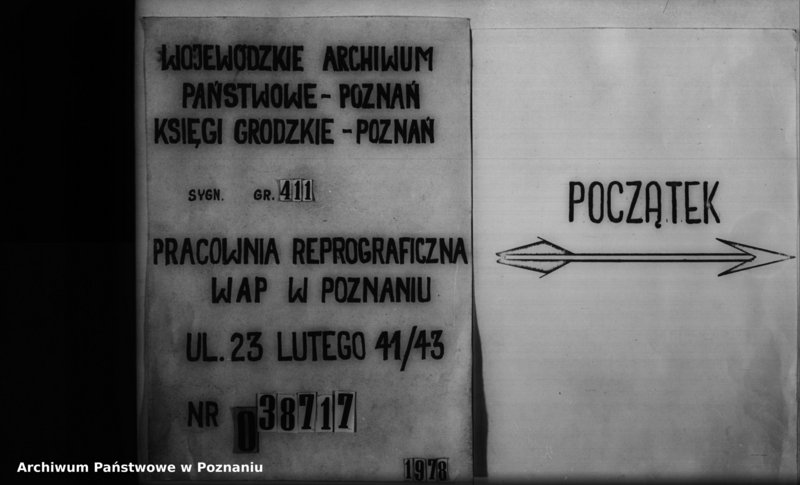 WOJEWÓDZKIE ARCHIWUM
PAŃSTWOWE - POZNAŃ
KSIĘGI GRODZKIE - POZNAŃ
SYGN. GR. 411
PRACOWNIA REPROGRAFICZNA
WAP W POZNANIU
UL. 23 LUTEGO 41/43
NR 038717
1978
POCZĄTEK
Archiwum Państwowe w Poznaniu